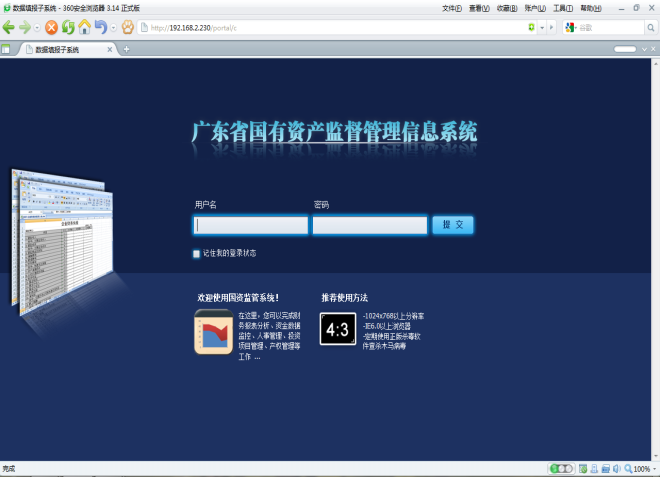 数据填报子系统 - 360安全浏览器 3.14 正式版
文件(F) 查看(V) 收藏(B) 账户(U) 工具(T) 帮助(H)
http://192.168.2.230/portal/c
谷歌
数据填报子系统
广东省国有资产监督管理信息系统
用户名
密码
提 交
记住我的登录状态
欢迎使用国资监管系统!
在这里,您可以完成财
务报表分析、资金数据
监控、人事管理、投资
项目管理、产权管理等
工作 ...
推荐使用方法
4:3
-1024x768以上分辨率
-IE6.0以上浏览器
-定期使用正版杀毒软
件查杀木马病毒
完成
100%